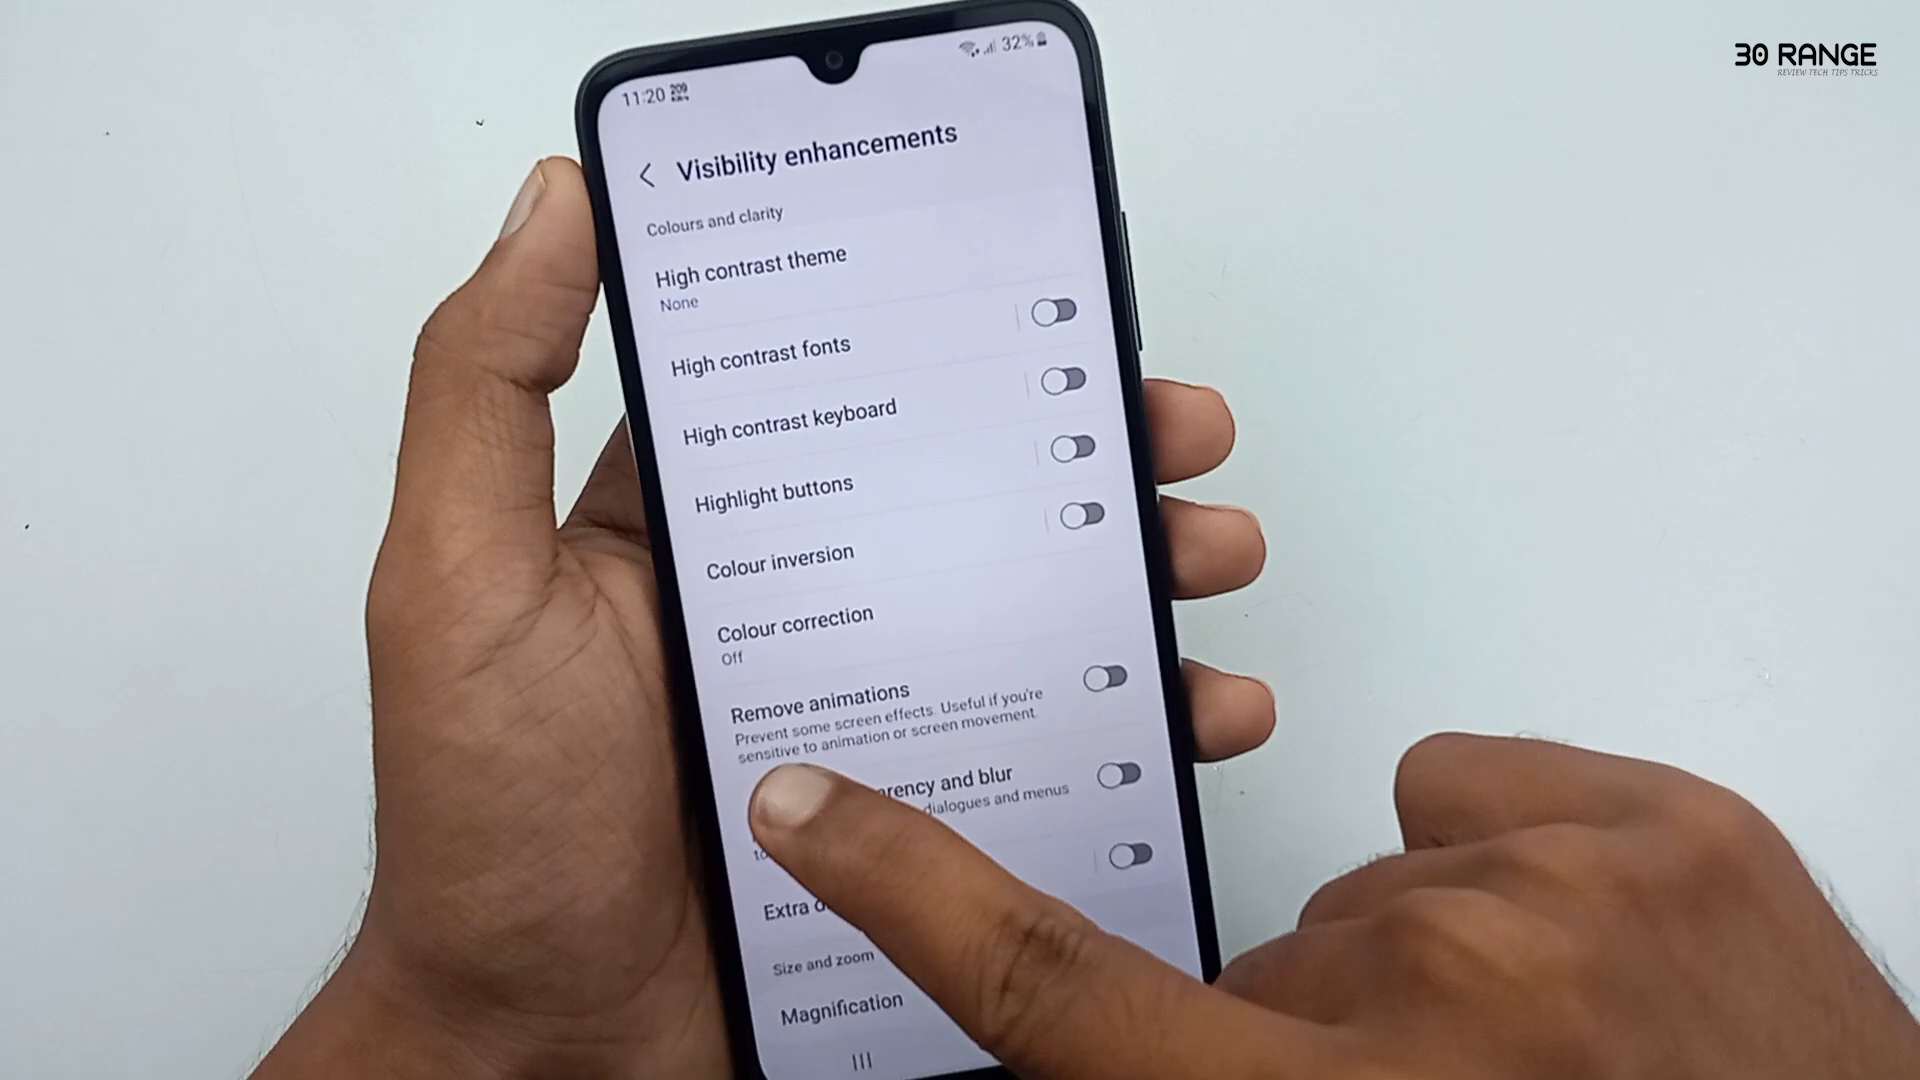 30 RANGE
REVIEW TECH TIPS TRICKS
11:20
32%
Visibility enhancements
Colours and clarity
High contrast theme
None
High contrast fonts
High contrast keyboard
Highlight buttons
Colour inversion
Colour correction
Off
Remove animations
Prevent some screen effects. Useful if you're
sensitive to animation or screen movement.
and blur
dialogues and menus
Extra
Size and zoom
Magnification